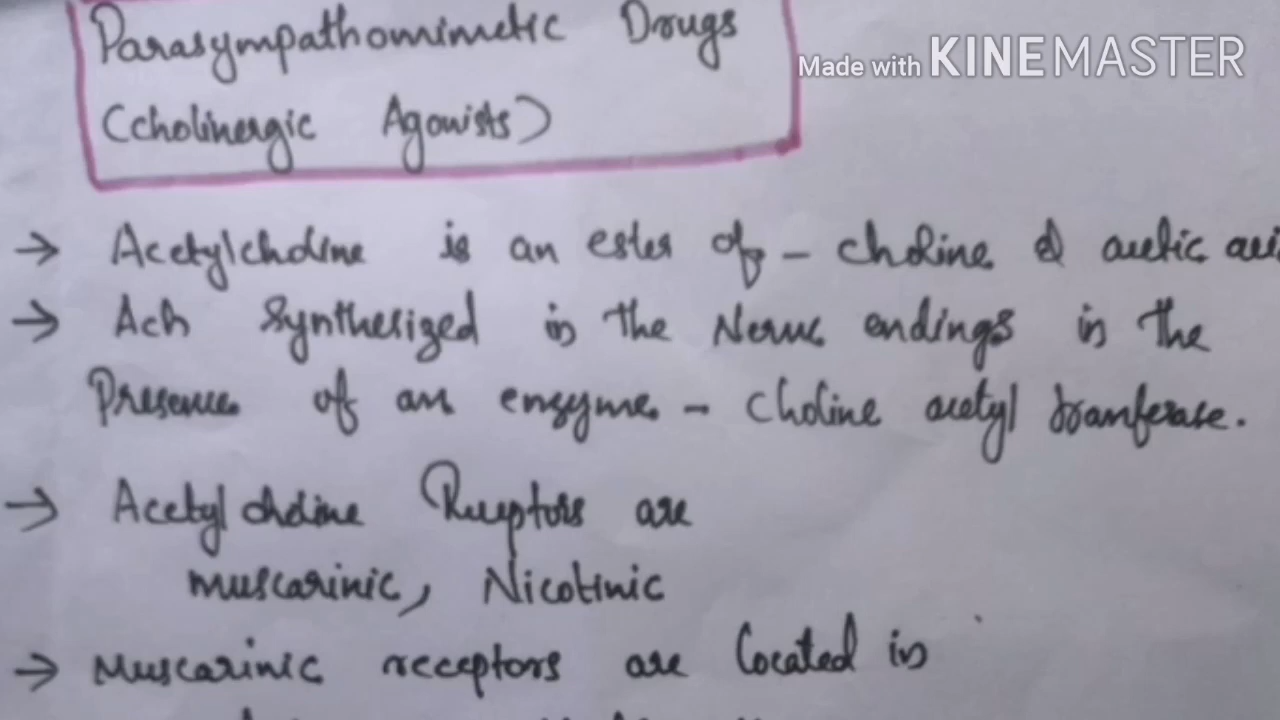 Parasympathomimetic Drugs
Made with KINEMASTER
(cholinergic Agonists)
→ Acetylcholine is an ester of - choline & acetic aci
→ Ach Synthesized in the Nerve endings in the
Presence of an enzyme - choline acetyl tranferase.
→ Acetylcholine Receptors are
muscarinic, Nicotinic
→ Muscarinic receptors are located in